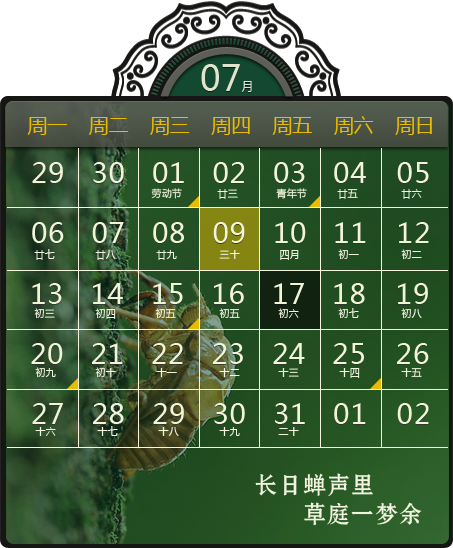 07月
周一 周二 周三 周四 周五 周六 周日
29 30 01 02 03 04 05
劳动节 廿三 青年节 廿五 廿六
06 07 08 09 10 11 12
廿七 廿八 廿九 三十 四月 初一 初二
13 14 15 16 17 18 19
初三 初四 初五 初五 初六 初七 初八
20 21 22 23 24 25 26
初九 初十 十一 十二 十三 十四 十五
27 28 29 30 31 01 02
十六 十七 十八 十九 二十
长日蝉声里
草庭一梦余